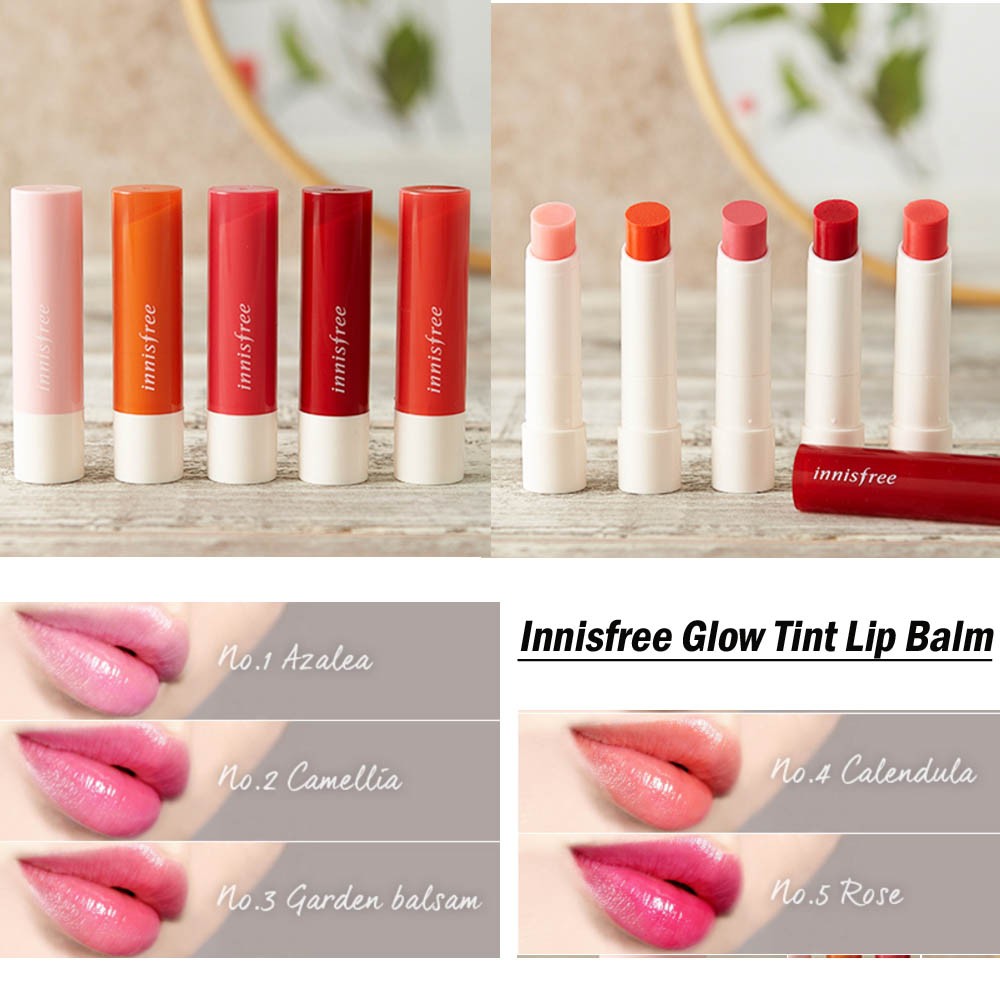 innisfree
innisfree
innisfree
innisfree
innisfree
innisfree
No.1 Azalea
No.2 Camellia
No.3 Garden balsam
Innisfree Glow Tint Lip Balm
No.4 Calendula
No.5 Rose